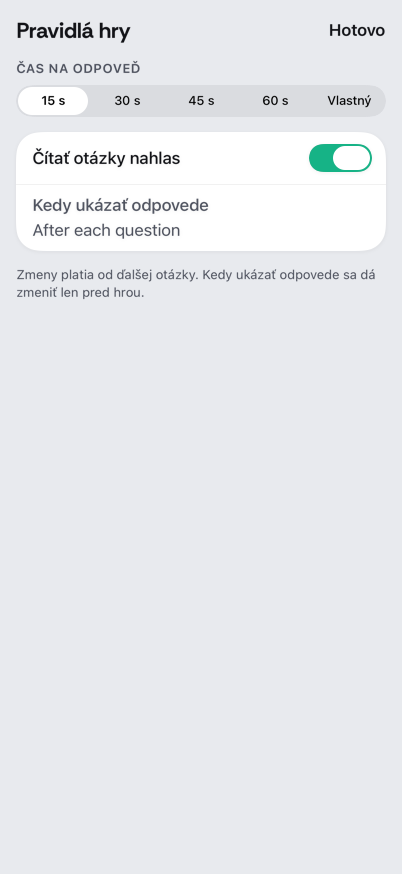 Pravidlá hry
Hotovo
ČAS NA ODPOVEĎ
15 s
30 s
45 s
60 s
Vlastný
Čítať otázky nahlas
Kedy ukázať odpovede
After each question
Zmeny platia od ďalšej otázky. Kedy ukázať odpovede sa dá
zmeniť len pred hrou.